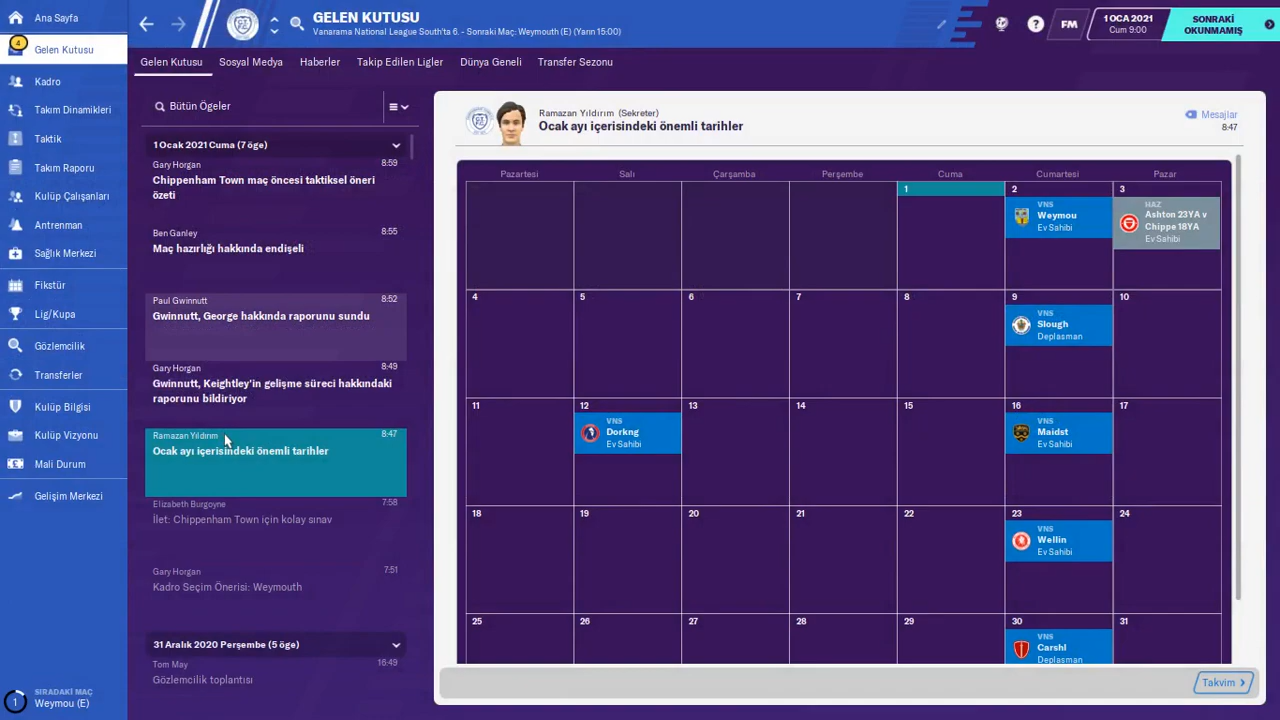 Ana Sayfa
4
Gelen Kutusu
Kadro
Takım Dinamikleri
Taktik
Takım Raporu
Kulüp Çalışanları
Antrenman
Sağlık Merkezi
Fikstür
Lig/Kupa
Gözlemcilik
Transferler
Kulüp Bilgisi
Kulüp Vizyonu
Mali Durum
Gelişim Merkezi
1
SIRADAKİ MAÇ
Weymou (E)
GELEN KUTUSU
Vanarama National League South'ta 6. - Sonraki Maç: Weymouth (E) (Yarın 15:00)
?
FM
1 OCA 2021
Cum 9:00
SONRAKİ
OKUNMAMIŞ
Gelen Kutusu
Sosyal Medya
Haberler
Takip Edilen Ligler
Dünya Geneli
Transfer Sezonu
Bütün Ögeler
1 Ocak 2021 Cuma (7 öge)
Gary Horgan 8:59
Chippenham Town maç öncesi taktiksel öneri
özeti
Ben Ganley 8:55
Maç hazırlığı hakkında endişeli
Paul Gwinnutt 8:52
Gwinnutt, George hakkında raporunu sundu
Gary Horgan 8:49
Gwinnutt, Keightley'in gelişme süreci hakkındaki
raporunu bildiriyor
Ramazan Yıldırım 8:47
Ocak ayı içerisindeki önemli tarihler
Elizabeth Burgoyne 7:58
İlet: Chippenham Town için kolay sınav
Gary Horgan 7:51
Kadro Seçim Önerisi: Weymouth
31 Aralık 2020 Perşembe (5 öge)
Tom May 16:49
Gözlemcilik toplantısı
Ramazan Yıldırım (Sekreter)
Ocak ayı içerisindeki önemli tarihler
Mesajlar
8:47
Pazartesi Salı Çarşamba Perşembe Cuma Cumartesi Pazar
1 2 3
VNS
Weymou
Ev Sahibi
HAZ
Ashton 23YA v
Chippe 18YA
Ev Sahibi
4 5 6 7 8 9 10
VNS
Slough
Deplasman
11 12 13 14 15 16 17
VNS
Dorkng
Ev Sahibi
VNS
Maidst
Ev Sahibi
18 19 20 21 22 23 24
VNS
Wellin
Ev Sahibi
25 26 27 28 29 30 31
VNS
Carshl
Deplasman
Takvim